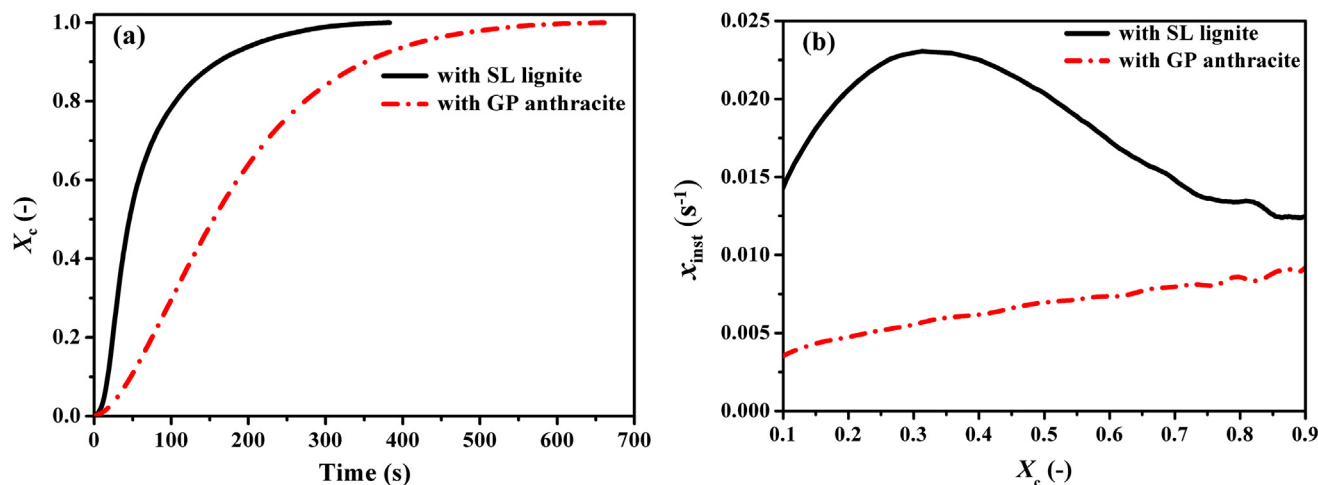 (a)
with SL lignite
with GP anthracite
1.0
0.8
0.6
0.4
0.2
0.0
Xc (-)
0 100 200 300 400 500 600 700
Time (s)
(b)
with SL lignite
with GP anthracite
0.025
0.020
0.015
0.010
0.005
0.000
xinst (s-1)
0.1 0.2 0.3 0.4 0.5 0.6 0.7 0.8 0.9
Xc (-)